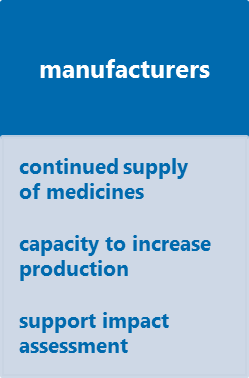 manufacturers
continued supply
of medicines
capacity to increase
production
support impact
assessment